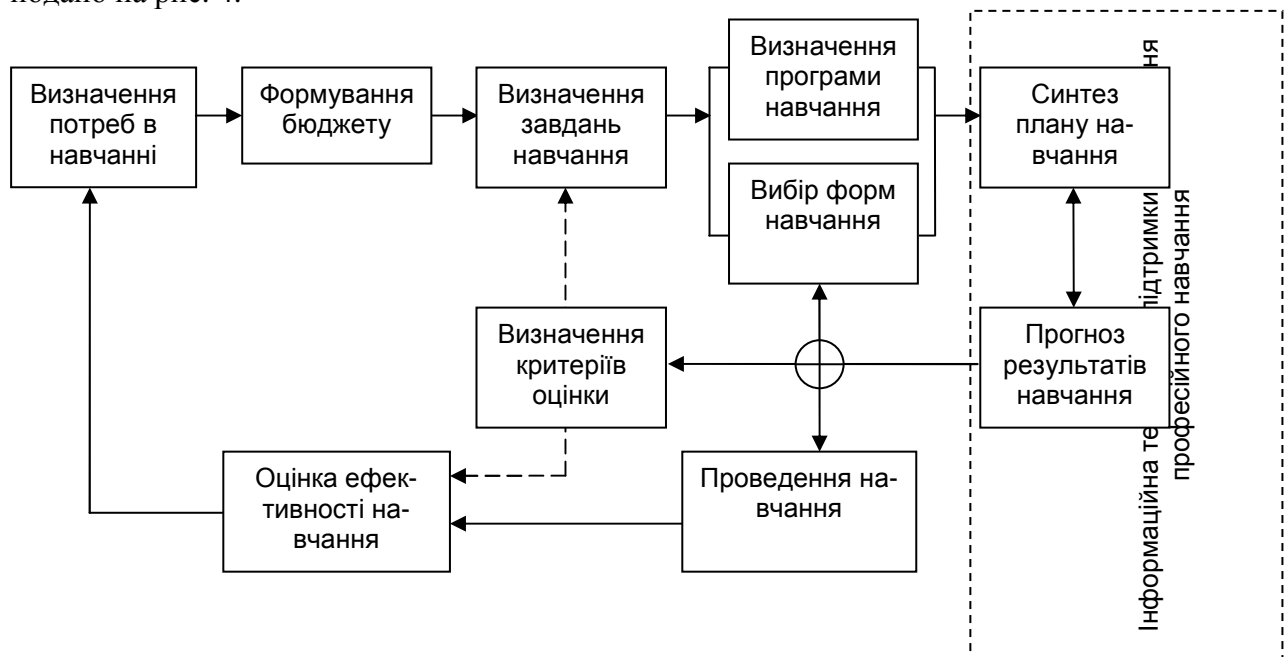 подано на рис. 4.
Визначення
потреб в
навчанні
Формування
бюджету
Визначення
завдань
навчання
Визначення
програми
навчання
Вибір форм
навчання
Синтез
плану на-
вчання
Визначення
критеріїв
оцінки
Прогноз
результатів
навчання
Оцінка ефек-
тивності на-
вчання
Проведення на-
вчання
Інформаційна
професійного навчання